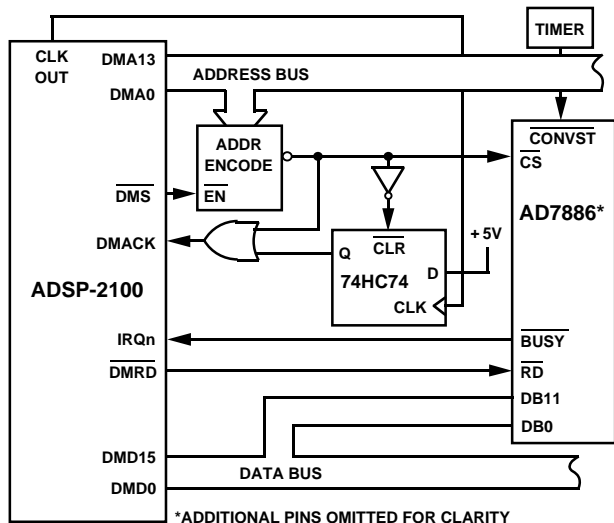 TIMER
CLK
OUT
DMA13
ADDRESS BUS
DMA0
ADDR
ENCODE
EN
CONVST
CS
AD7886*
DMS
+5V
DMACK
Q
CLR
D
74HC74
CLK
ADSP-2100
IRQn
BUSY
DMRD
RD
DB11
DB0
DMD15
DATA BUS
DMD0
*ADDITIONAL PINS OMITTED FOR CLARITY